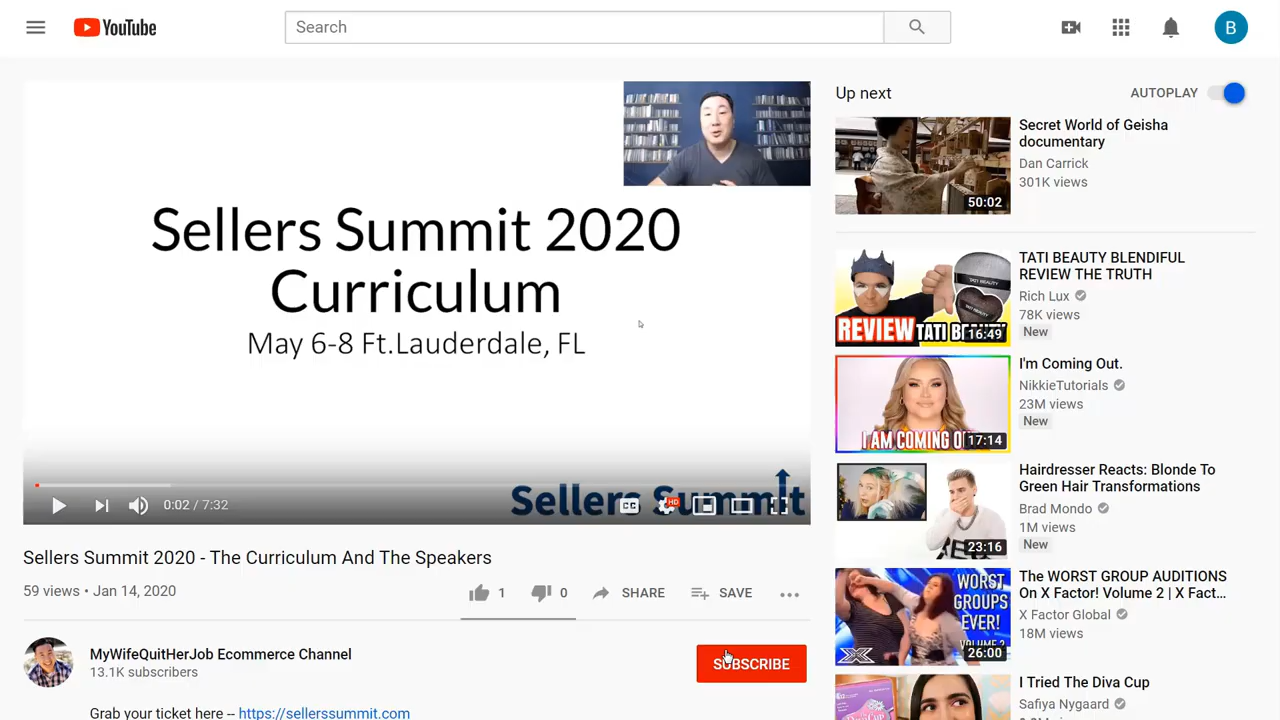 YouTube
Search
B
Sellers Summit 2020
Curriculum
May 6-8 Ft.Lauderdale, FL
Sellers Summit
CC
HD
0:02 / 7:32
Sellers Summit 2020 - The Curiculum And The Speakers
59 views • Jan 14, 2020
1
0
SHARE
SAVE
MyWifeQuitHerJob Ecommerce Channel
13.1K subscribers
SUBSCRIBE
Grab your ticket here -- https://sellerssummit.com
Up next
AUTOPLAY
50:02
Secret World of Geisha
documentary
Dan Carrick
301K views
TATI BEAUTY
REVIEW
16:49
TATI BEAUTY BLENDIFUL
REVIEW THE TRUTH
Rich Lux
78K views
New
17:14
I'm Coming Out.
NikkieTutorials
23M views
New
23:16
Hairdresser Reacts: Blonde To
Green Hair Transformations
Brad Mondo
1M views
New
WORST
GROUPS
EVER!
VOLUME 2
26:00
The WORST GROUP AUDITIONS
On X Factor! Volume 2 | X Fact...
X Factor Global
18M views
I Tried The Diva Cup
Safiya Nygaard